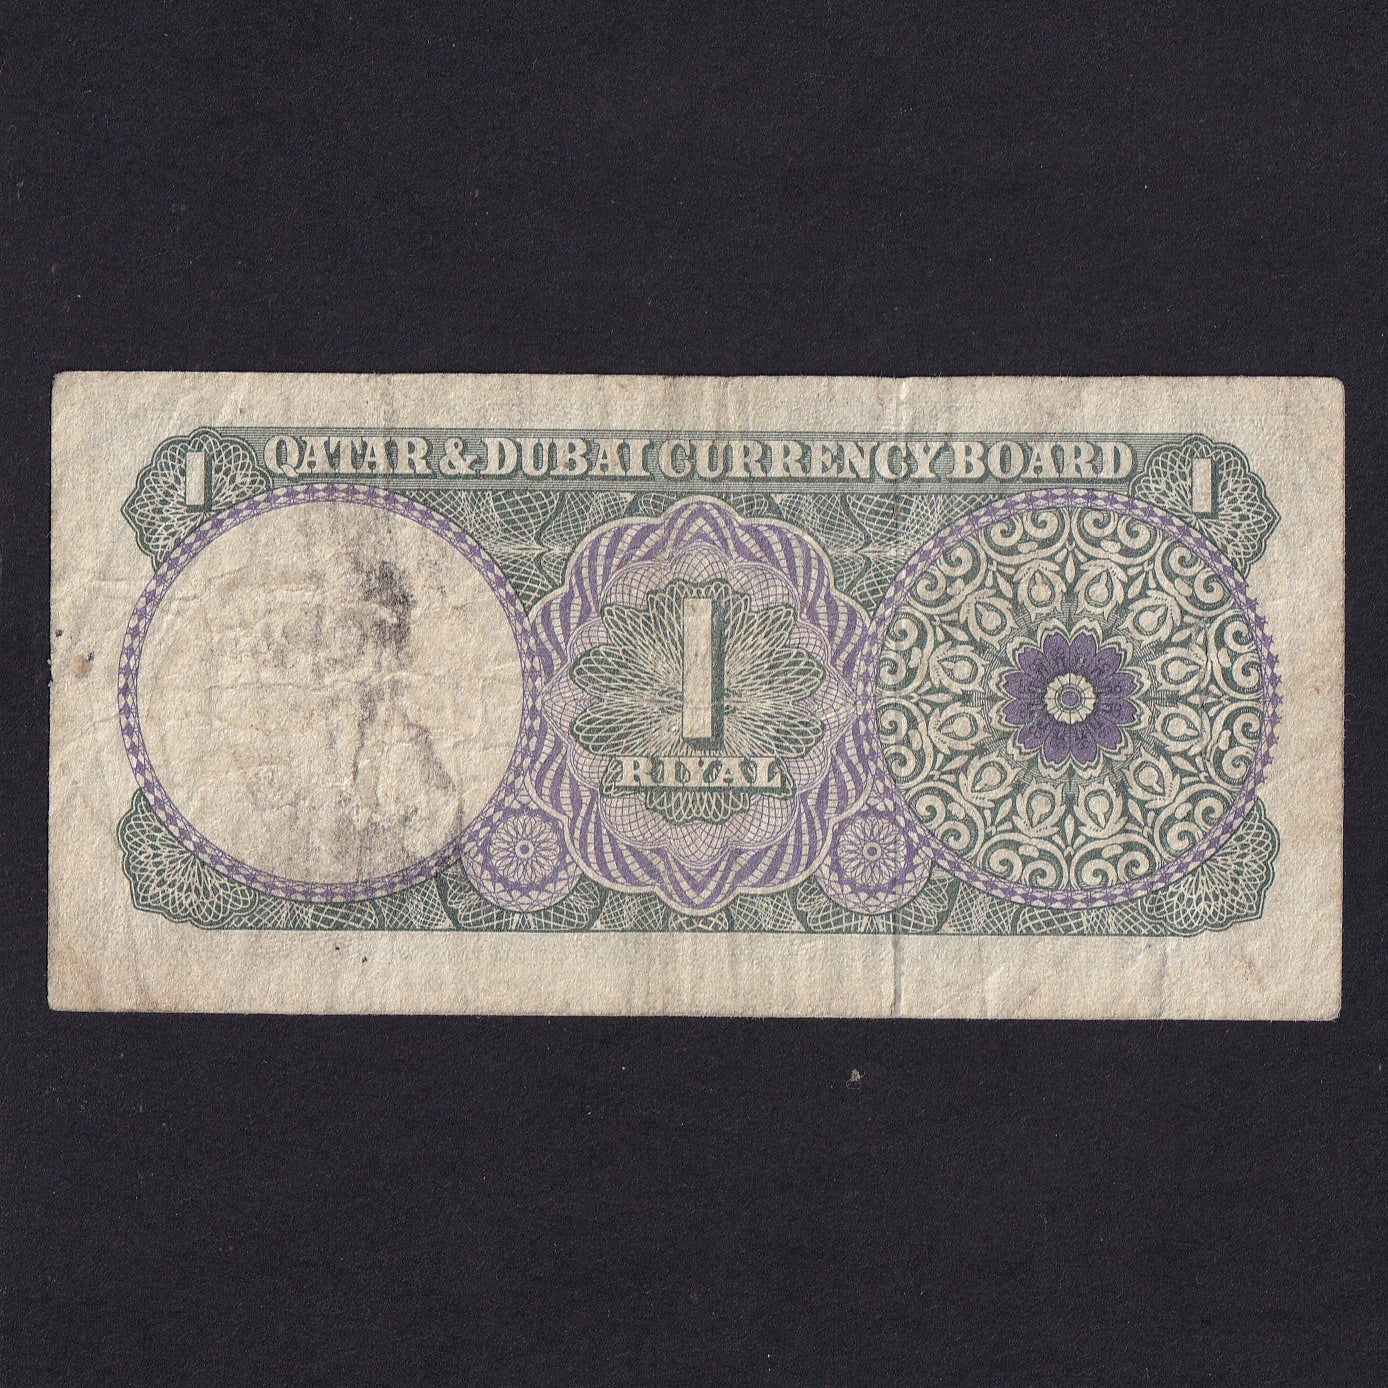 1 QATAR & DUBAI CURRENCY BOARD 1
1
RIYAL